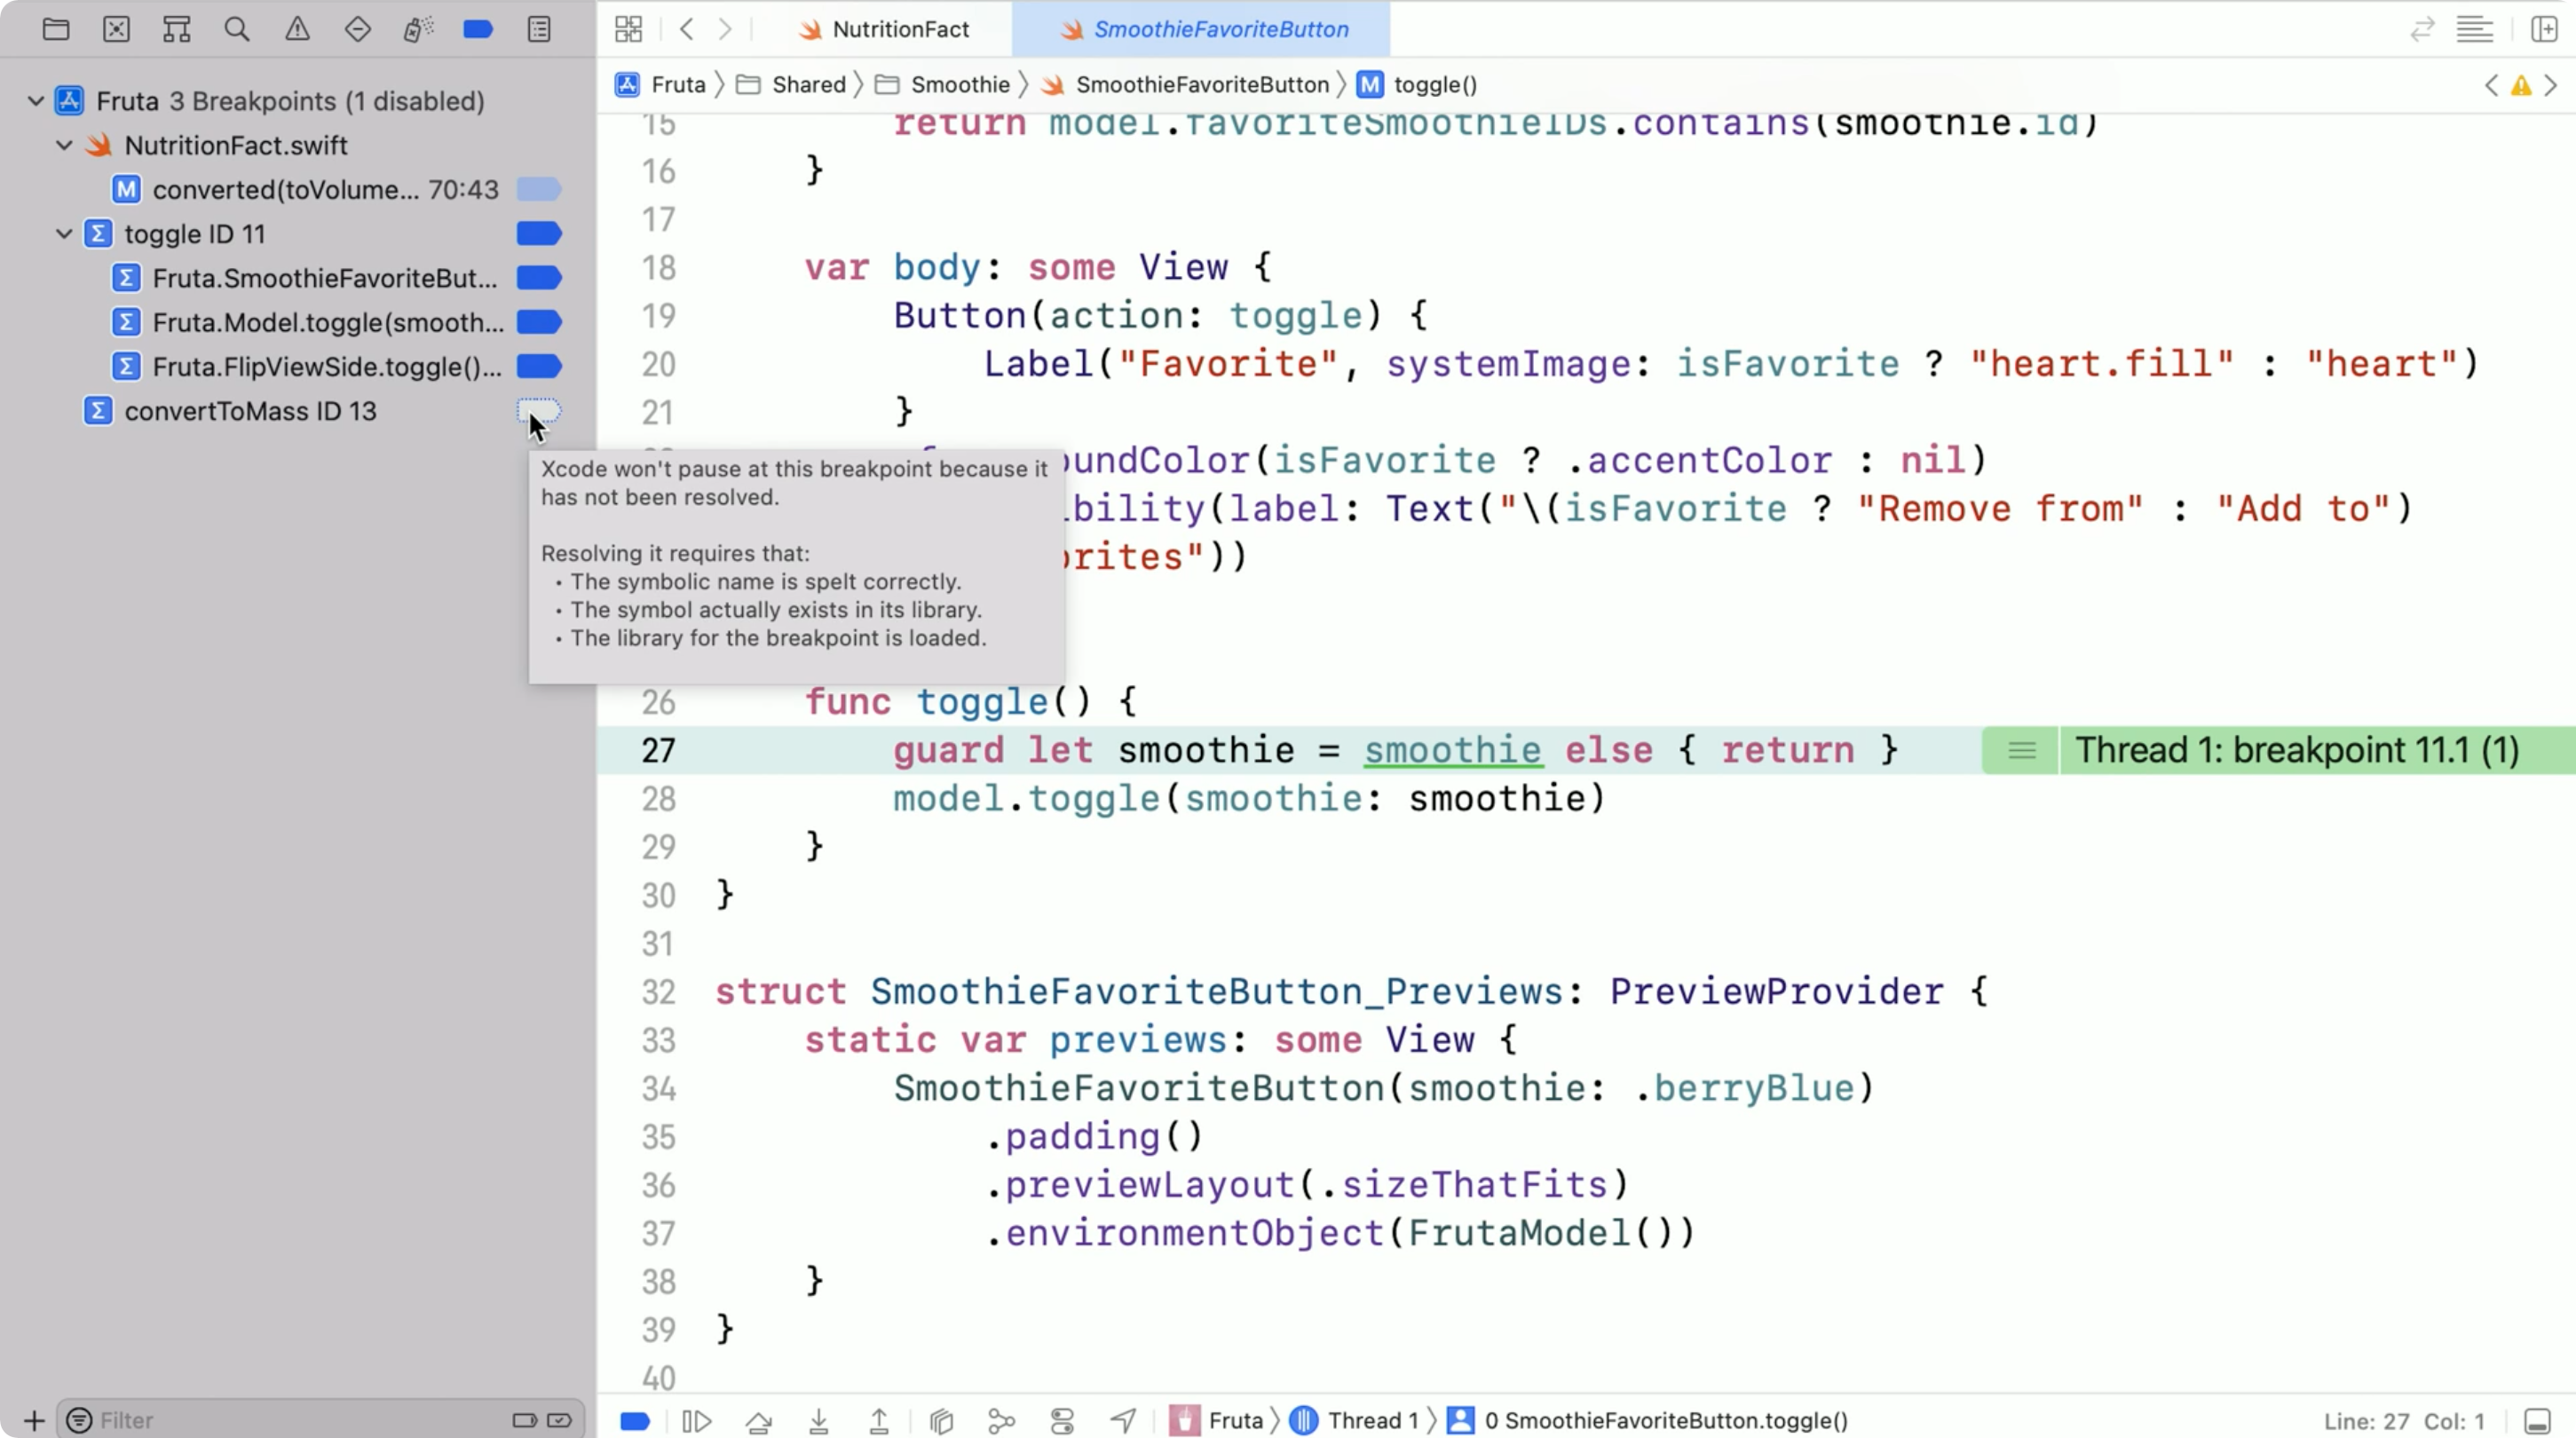 NutritionFact
SmoothieFavoriteButton
Fruta 3 Breakpoints (1 disabled)
NutritionFact.swift
M converted(toVolume... 70:43
Σ toggle ID 11
Σ Fruta.SmoothieFavoriteBut...
Σ Fruta.Model.toggle(smooth...
Σ Fruta.FlipViewSide.toggle()...
Σ convertToMass ID 13
Xcode won't pause at this breakpoint because it
has not been resolved.
Resolving it requires that:
• The symbolic name is spelt correctly.
• The symbol actually exists in its library.
• The library for the breakpoint is loaded.
Filter
Fruta 〉 Shared 〉 Smoothie 〉 SmoothieFavoriteButton 〉 M toggle()
15 return model.favoriteSmoothieIDs.contains(smoothie.id)
16 }
17
18 var body: some View {
19 Button(action: toggle) {
20 Label("Favorite", systemImage: isFavorite ? "heart.fill" : "heart")
21 }
oundColor(isFavorite ? .accentColor : nil)
ibility(label: Text("\(isFavorite ? "Remove from" : "Add to")
orites"))
26 func toggle() {
27 guard let smoothie = smoothie else { return } Thread 1: breakpoint 11.1 (1)
28 model.toggle(smoothie: smoothie)
29 }
30 }
31
32 struct SmoothieFavoriteButton_Previews: PreviewProvider {
33 static var previews: some View {
34 SmoothieFavoriteButton(smoothie: .berryBlue)
35 .padding()
36 .previewLayout(.sizeThatFits)
37 .environmentObject(FrutaModel())
38 }
39 }
40
Fruta 〉 Thread 1 〉 0 SmoothieFavoriteButton.toggle()
Line: 27 Col: 1